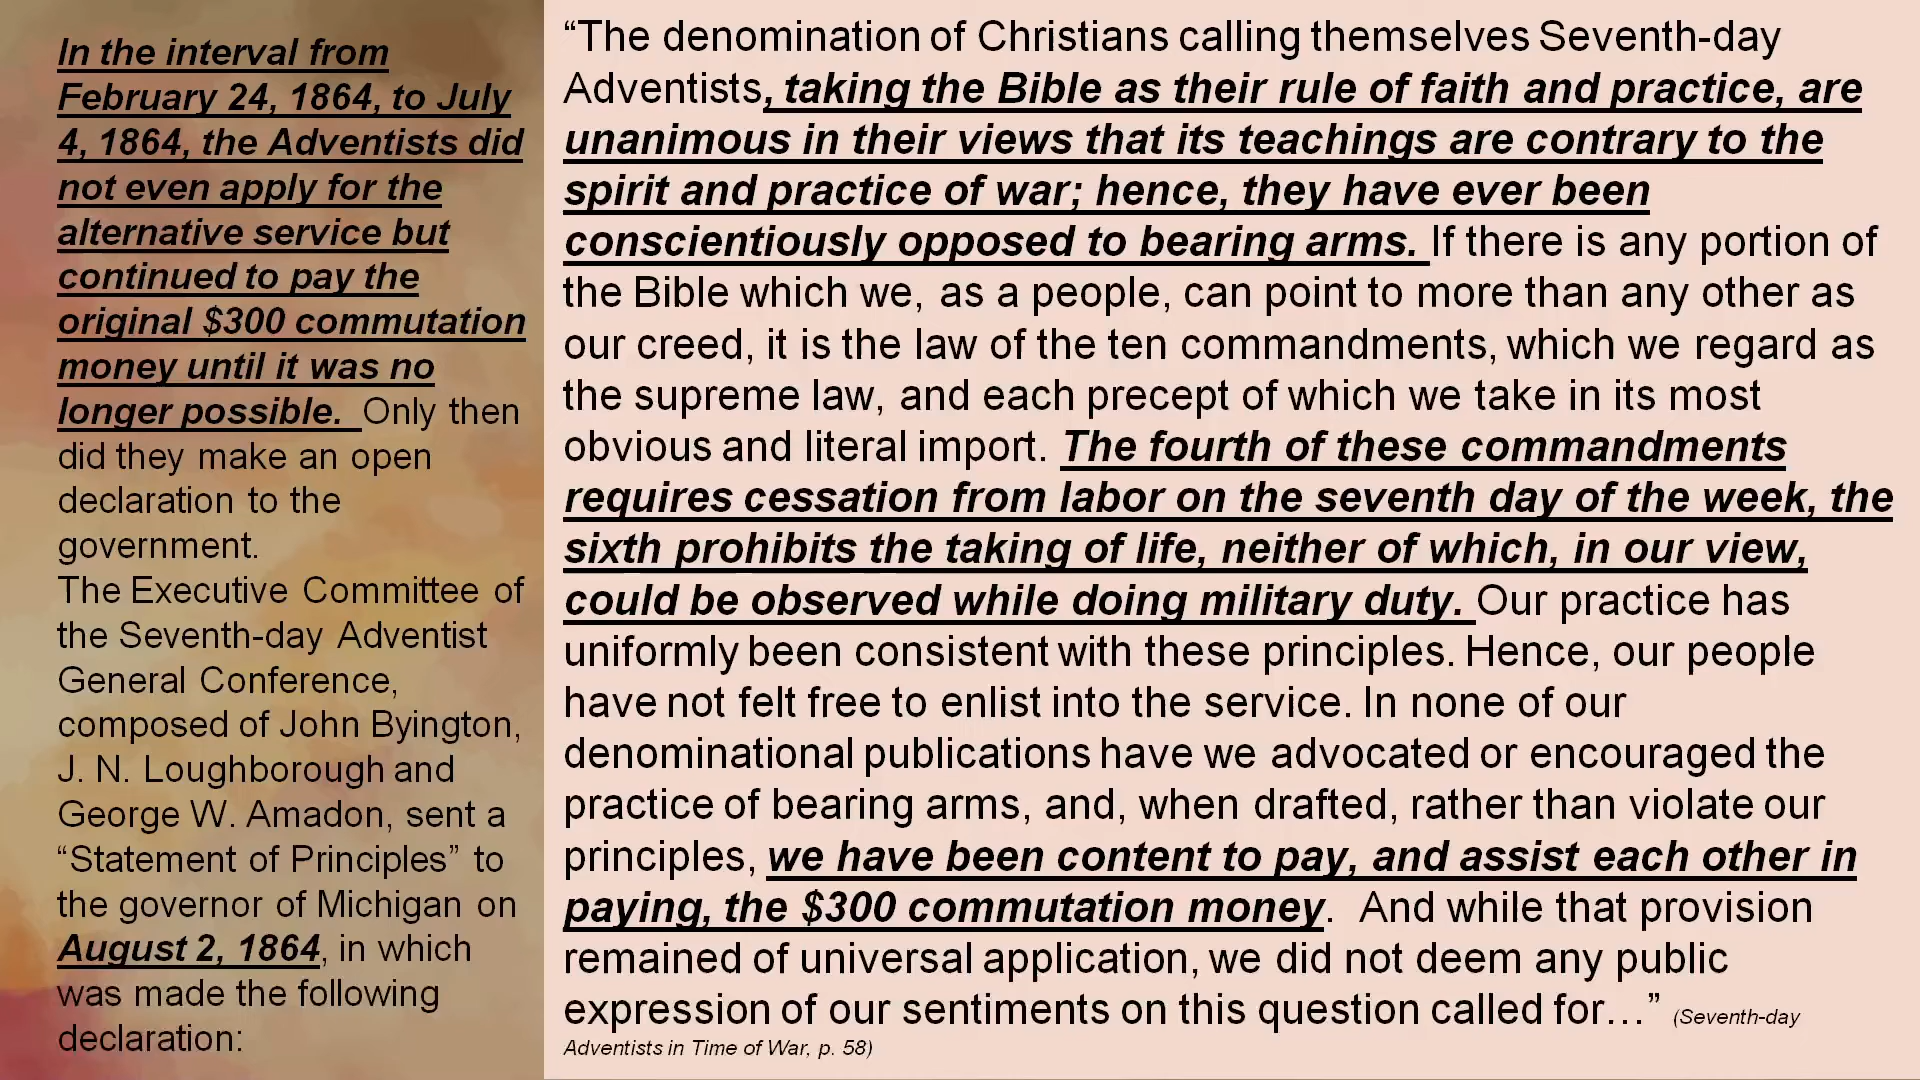 In the interval from
February 24, 1864, to July
4, 1864, the Adventists did
not even apply for the
alternative service but
continued to pay the
original $300 commutation
money until it was no
longer possible. Only then
did they make an open
declaration to the
government.
The Executive Committee of
the Seventh-day Adventist
General Conference,
composed of John Byington,
J. N. Loughborough and
George W. Amadon, sent a
“Statement of Principles” to
the governor of Michigan on
August 2, 1864, in which
was made the following
declaration:
“The denomination of Christians calling themselves Seventh-day
Adventists, taking the Bible as their rule of faith and practice, are
unanimous in their views that its teachings are contrary to the
spirit and practice of war; hence, they have ever been
conscientiously opposed to bearing arms. If there is any portion of
the Bible which we, as a people, can point to more than any other as
our creed, it is the law of the ten commandments, which we regard as
the supreme law, and each precept of which we take in its most
obvious and literal import. The fourth of these commandments
requires cessation from labor on the seventh day of the week, the
sixth prohibits the taking of life, neither of which, in our view,
could be observed while doing military duty. Our practice has
uniformly been consistent with these principles. Hence, our people
have not felt free to enlist into the service. In none of our
denominational publications have we advocated or encouraged the
practice of bearing arms, and, when drafted, rather than violate our
principles, we have been content to pay, and assist each other in
paying, the $300 commutation money. And while that provision
remained of universal application, we did not deem any public
expression of our sentiments on this question called for…” (Seventh-day
Adventists in Time of War, p. 58)